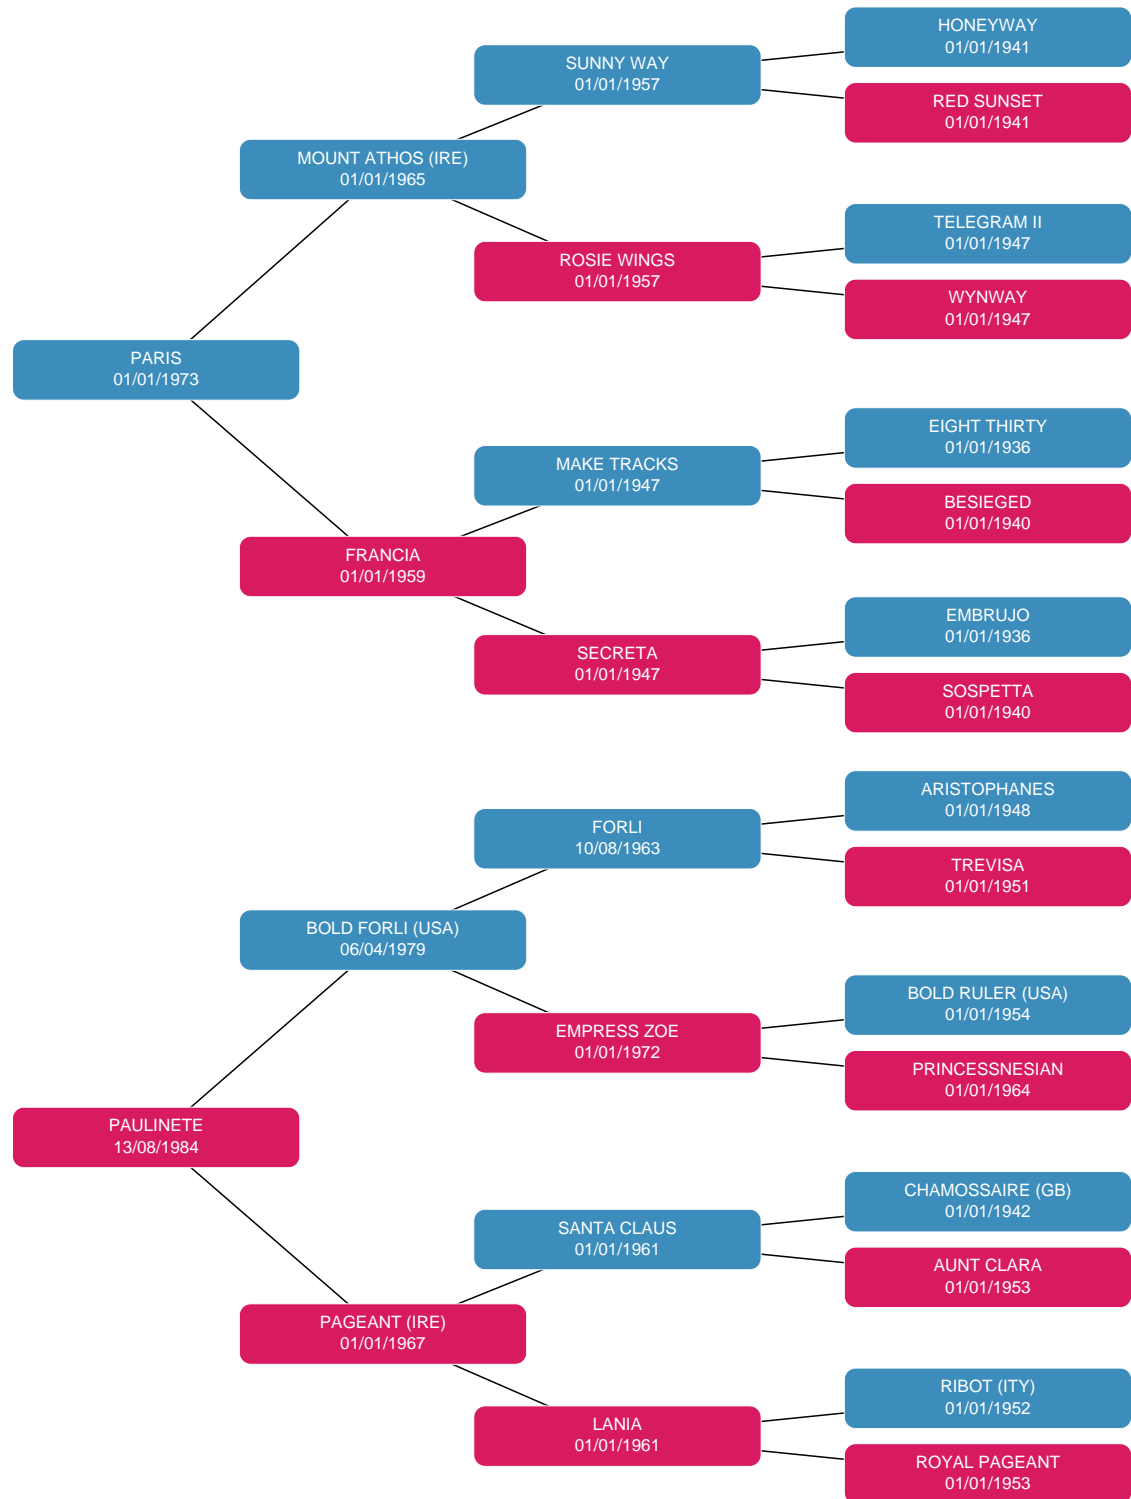 HONEYWAY
01/01/1941
SUNNY WAY
01/01/1957
RED SUNSET
01/01/1941
MOUNT ATHOS (IRE)
01/01/1965
TELEGRAM II
01/01/1947
ROSIE WINGS
01/01/1957
WYNWAY
01/01/1947
PARIS
01/01/1973
EIGHT THIRTY
01/01/1936
MAKE TRACKS
01/01/1947
BESIEGED
01/01/1940
FRANCIA
01/01/1959
EMBRUJO
01/01/1936
SECRETA
01/01/1947
SOSPETTA
01/01/1940
ARISTOPHANES
01/01/1948
FORLI
10/08/1963
TREVISA
01/01/1951
BOLD FORLI (USA)
06/04/1979
BOLD RULER (USA)
01/01/1954
EMPRESS ZOE
01/01/1972
PRINCESSNESIAN
01/01/1964
PAULINETE
13/08/1984
CHAMOSSAIRE (GB)
01/01/1942
SANTA CLAUS
01/01/1961
AUNT CLARA
01/01/1953
PAGEANT (IRE)
01/01/1967
RIBOT (ITY)
01/01/1952
LANIA
01/01/1961
ROYAL PAGEANT
01/01/1953